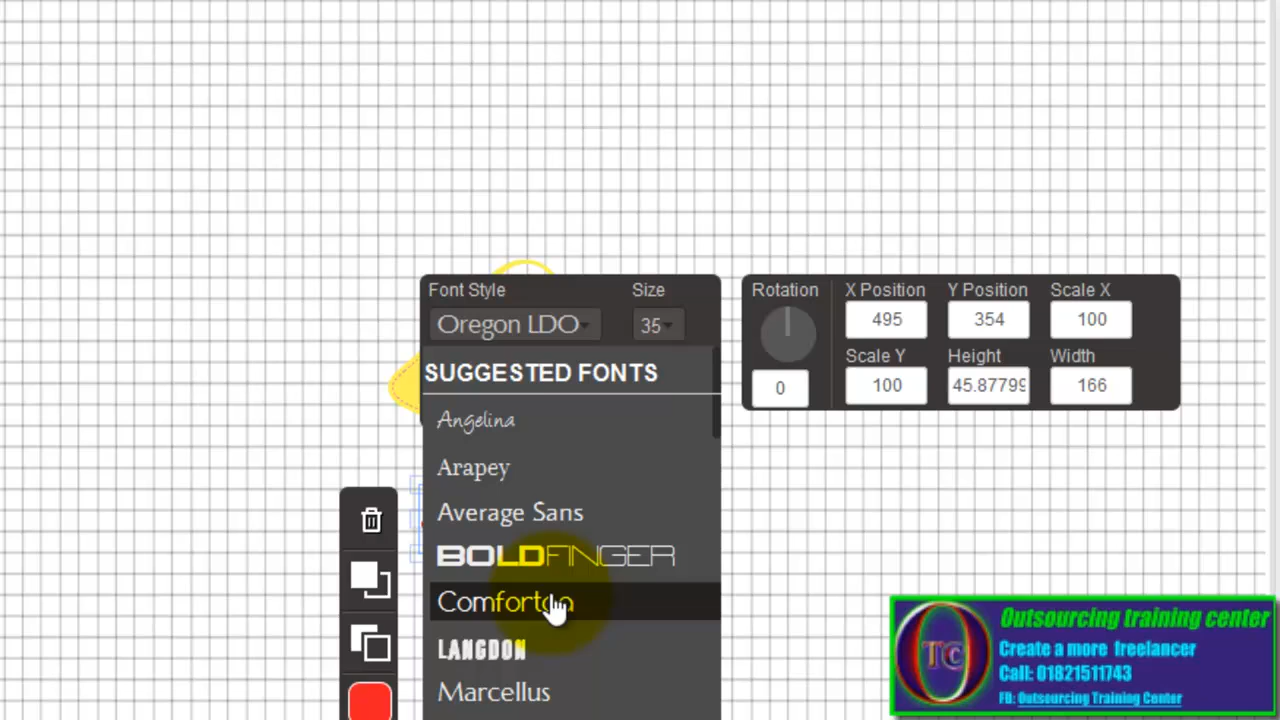 Font Style
Size
Oregon LDO
35
SUGGESTED FONTS
Angelina
Arapey
Average Sans
BOLDFINGER
Comfortaa
LANGDON
Marcellus
Rotation
0
X Position
495
Y Position
354
Scale X
100
Scale Y
100
Height
45.87799
Width
166
OTC
Outsourcing training center
Create a more freelancer
Call: 01821511743
FB: Outsourcing Training Center